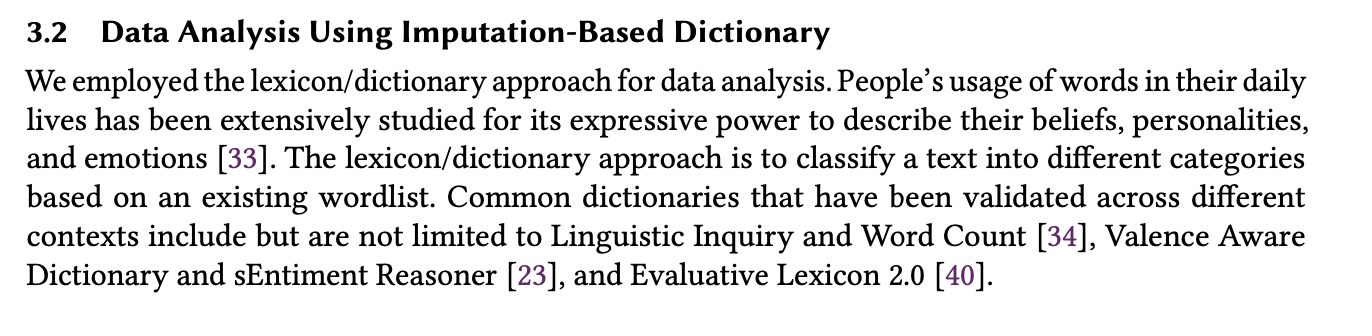 3.2 Data Analysis Using Imputation-Based Dictionary
We employed the lexicon/dictionary approach for data analysis. People’s usage of words in their daily
lives has been extensively studied for its expressive power to describe their beliefs, personalities,
and emotions [33]. The lexicon/dictionary approach is to classify a text into different categories
based on an existing wordlist. Common dictionaries that have been validated across different
contexts include but are not limited to Linguistic Inquiry and Word Count [34], Valence Aware
Dictionary and sEntiment Reasoner [23], and Evaluative Lexicon 2.0 [40].